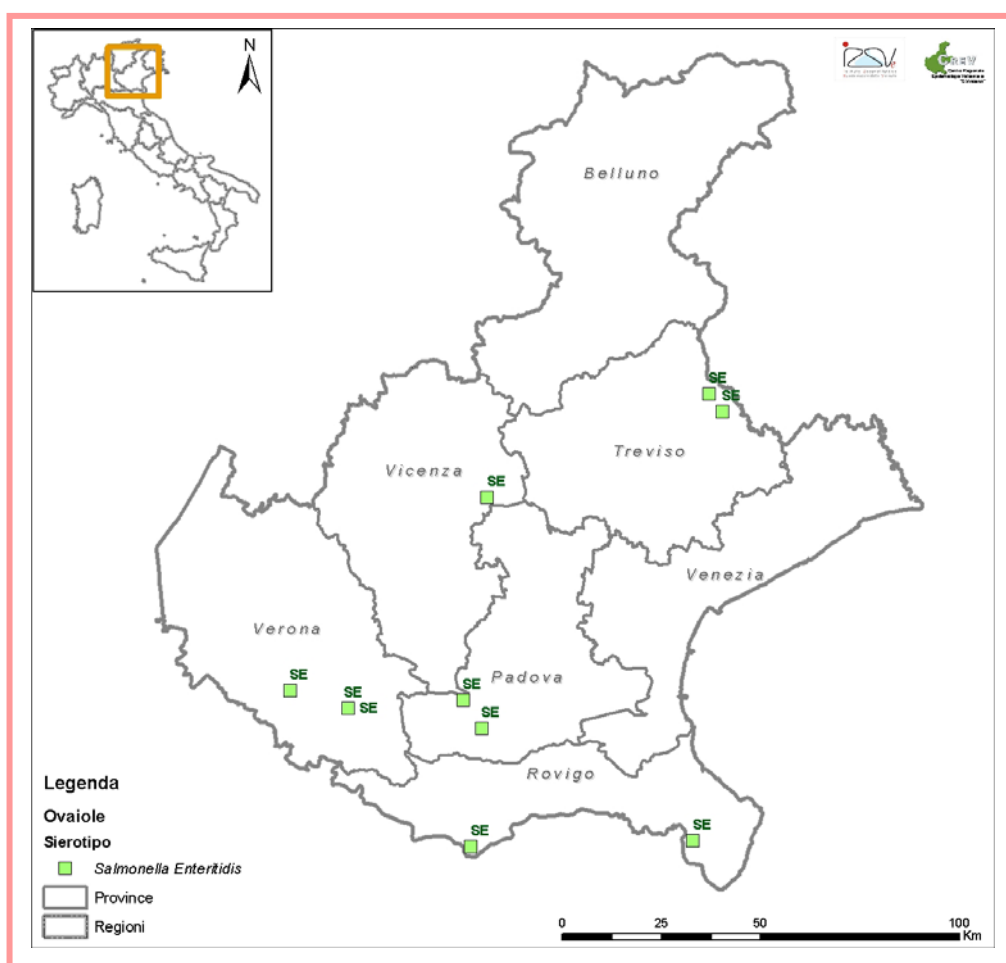 N
Belluno
SE
SE
Treviso
Vicenza
SE
Venezia
Verona
SE
SE
SE
SE
Padova
SE
Rovigo
SE
SE
Legenda
Ovaiole
Sierotipo
Salmonella Enteritidis
Province
Regioni
0 25 50 100
Km